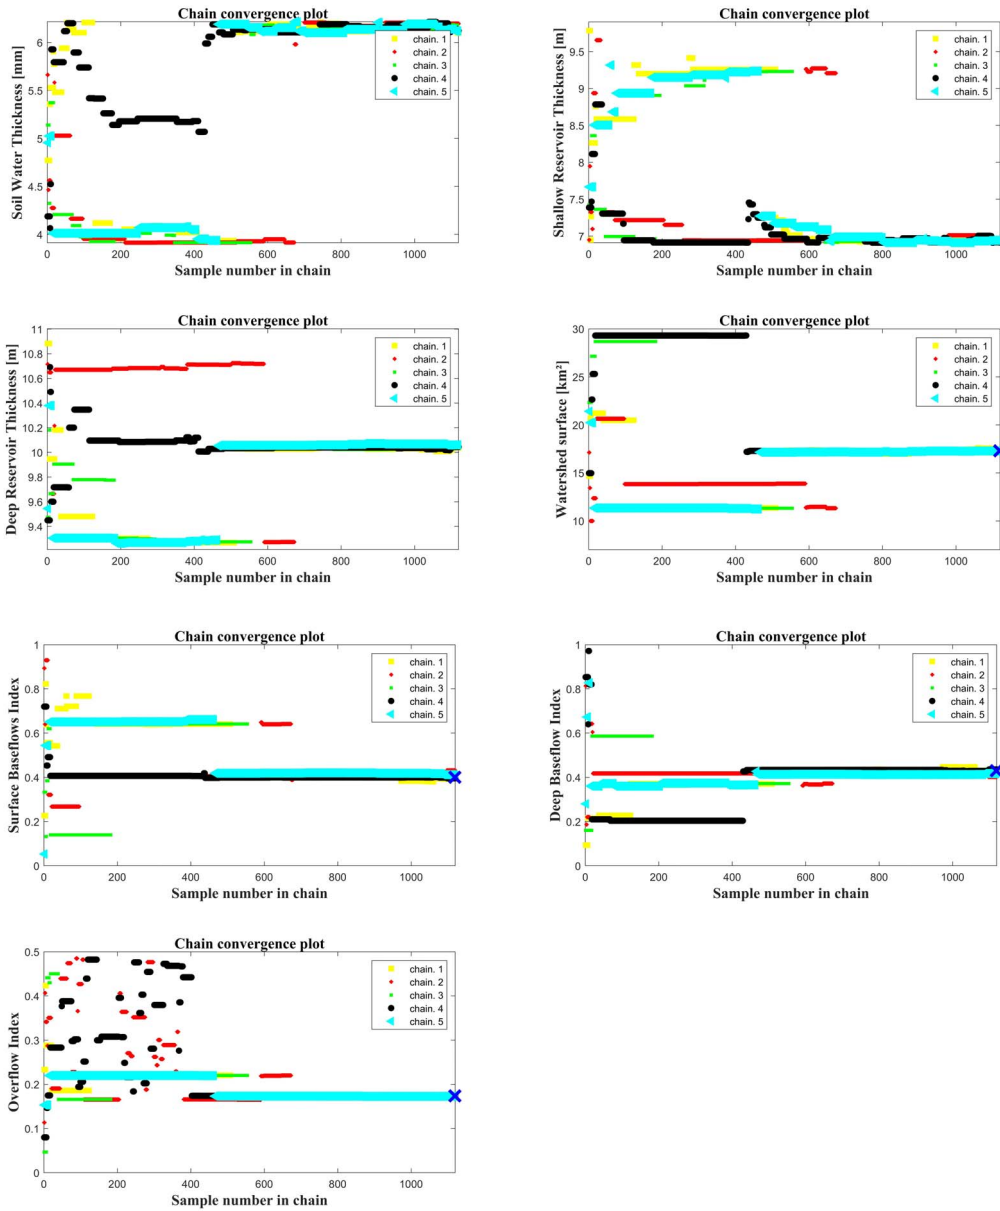 Chain convergence plot
6
5.5
5
4.5
4
Soil Water Thickness [mm]
chain. 1
chain. 2
chain. 3
chain. 4
chain. 5
0 200 400 600 800 1000
Sample number in chain
Chain convergence plot
9.5
9
8.5
8
7.5
7
Shallow Reservoir Thickness [m]
chain. 1
chain. 2
chain. 3
chain. 4
chain. 5
0 200 400 600 800 1000
Sample number in chain
Chain convergence plot
11
10.8
10.6
10.4
10.2
10
9.8
9.6
9.4
Deep Reservoir Thickness [m]
chain. 1
chain. 2
chain. 3
chain. 4
chain. 5
0 200 400 600 800 1000
Sample number in chain
Chain convergence plot
30
25
20
15
10
Watershed surface [km²]
chain. 1
chain. 2
chain. 3
chain. 4
chain. 5
0 200 400 600 800 1000
Sample number in chain
Chain convergence plot
1
0.8
0.6
0.4
0.2
0
Surface Baseflows Index
chain. 1
chain. 2
chain. 3
chain. 4
chain. 5
0 200 400 600 800 1000
Sample number in chain
Chain convergence plot
1
0.8
0.6
0.4
0.2
0
Deep Baseflow Index
chain. 1
chain. 2
chain. 3
chain. 4
chain. 5
0 200 400 600 800 1000
Sample number in chain
Chain convergence plot
0.5
0.4
0.3
0.2
0.1
0
Overflow Index
chain. 1
chain. 2
chain. 3
chain. 4
chain. 5
0 200 400 600 800 1000
Sample number in chain